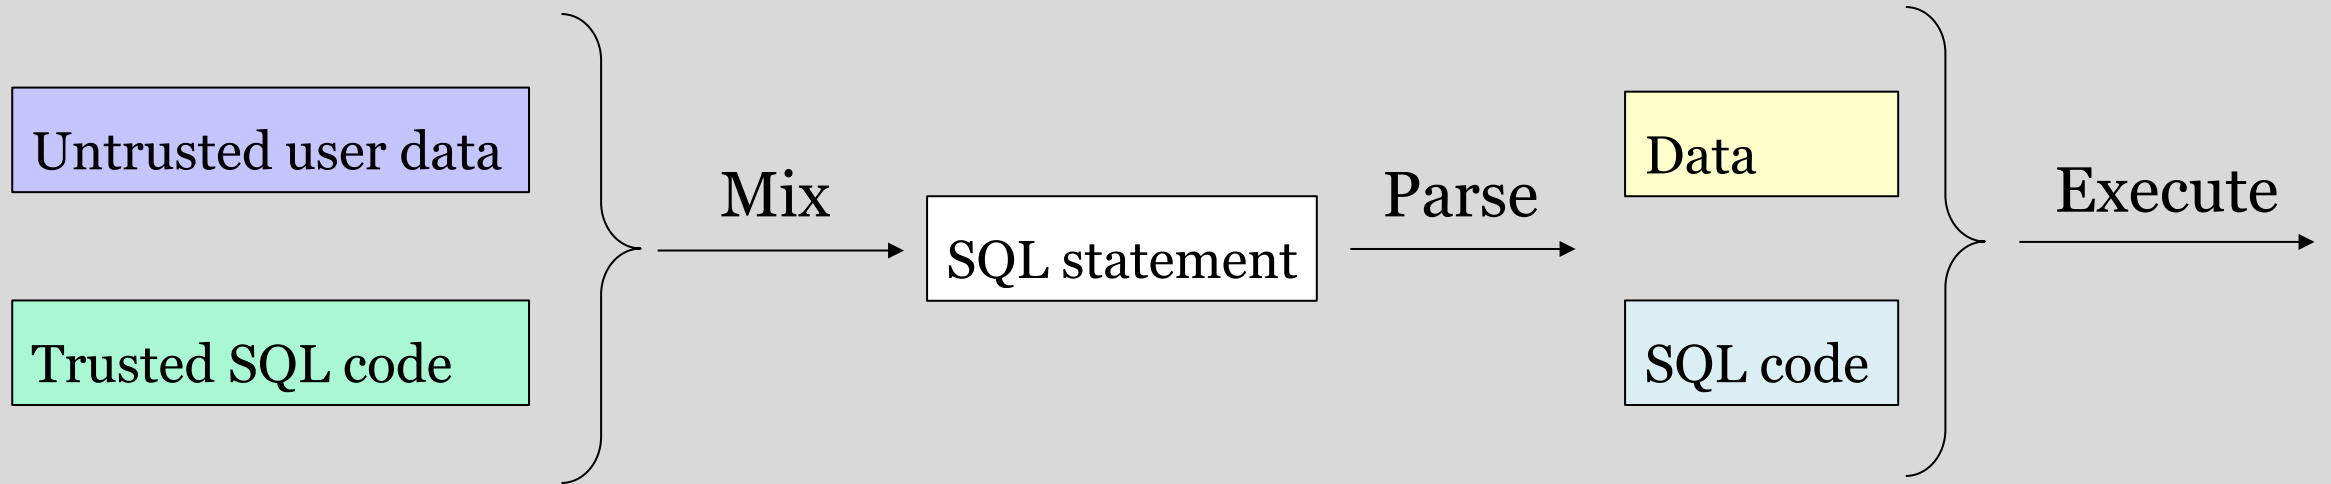 Untrusted user data
Trusted SQL code
Mix
SQL statement
Parse
Data
SQL code
Execute